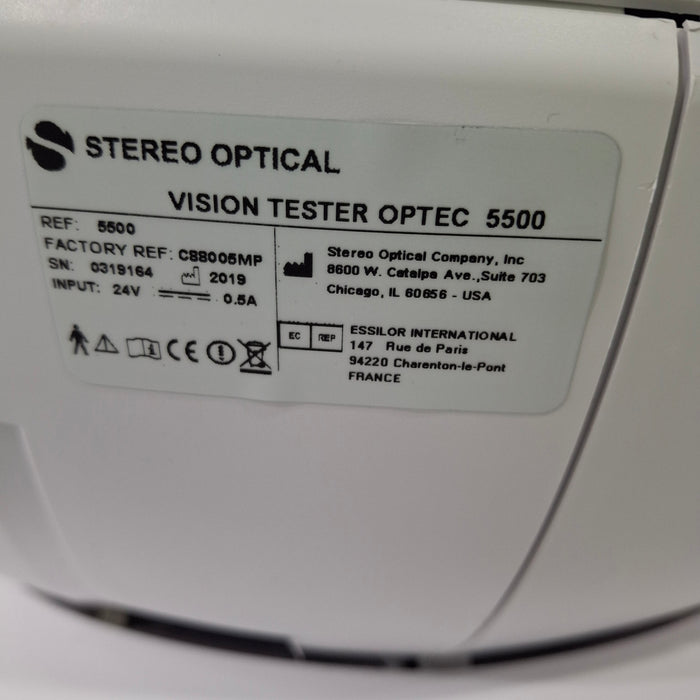 STEREO OPTICAL
VISION TESTER OPTEC 5500
REF: 5500
FACTORY REF: C88005MP
SN: 0319164 2019
INPUT: 24V 0.5A
CE
Stereo Optical Company, Inc
8600 W. Catalpa Ave.,Suite 703
Chicago, IL 60656 - USA
EC REP
ESSILOR INTERNATIONAL
147 Rue de Paris
94220 Charenton-le-Pont
FRANCE